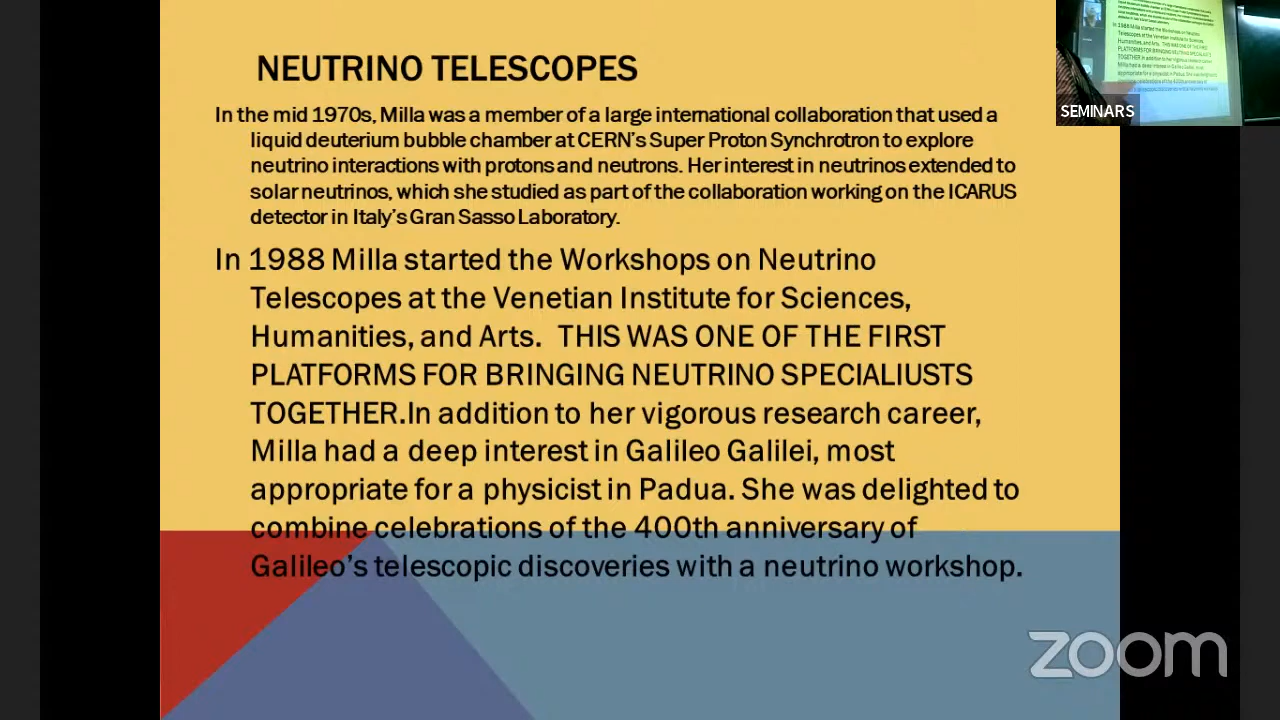 NEUTRINO TELESCOPES
In the mid 1970s, Milla was a member of a large international collaboration that used a
liquid deuterium bubble chamber at CERN's Super Proton Synchrotron to explore
neutrino interactions with protons and neutrons. Her interest in neutrinos extended to
solar neutrinos, which she studied as part of the collaboration working on the ICARUS
detector in Italy's Gran Sasso Laboratory.
In 1988 Milla started the Workshops on Neutrino
Telescopes at the Venetian Institute for Sciences,
Humanities, and Arts.  THIS WAS ONE OF THE FIRST
PLATFORMS FOR BRINGING NEUTRINO SPECIALIUSTS
TOGETHER.In addition to her vigorous research career,
Milla had a deep interest in Galileo Galilei, most
appropriate for a physicist in Padua. She was delighted to
combine celebrations of the 400th anniversary of
Galileo's telescopic discoveries with a neutrino workshop.
SEMINARS
zoom